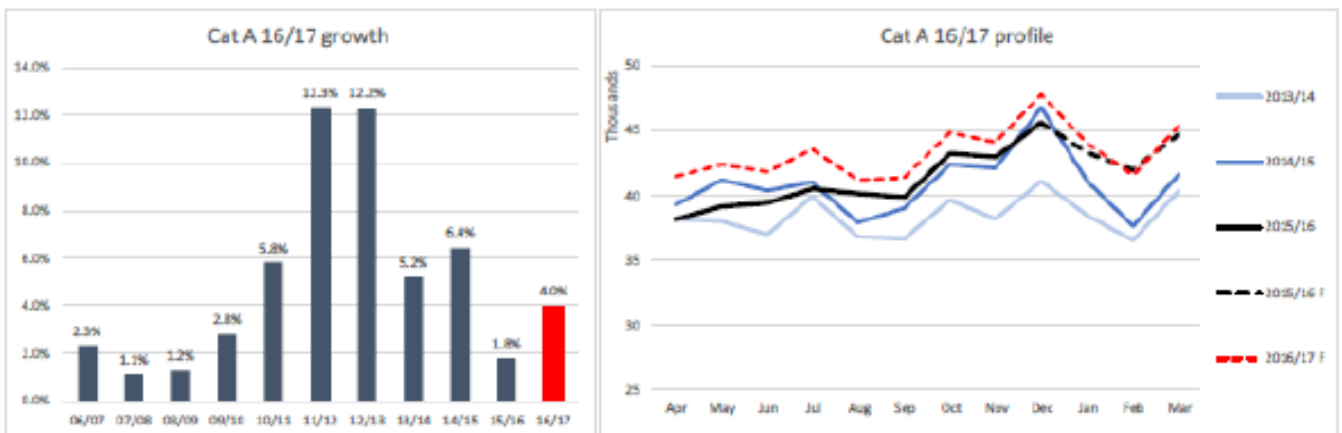 Cat A 16/17 growth
14.0%
12.0%
10.0%
8.0%
6.0%
4.0%
2.0%
0.0%
2.3% 1.1% 1.2% 2.8% 5.8% 12.3% 12.2% 5.2% 6.4% 1.8% 4.0%
06/07 07/08 08/09 09/10 10/11 11/12 12/13 13/14 14/15 15/16 16/17
Cat A 16/17 profile
Thousands
50
45
40
35
30
25
Apr May Jun Jul Aug Sep Oct Nov Dec Jan Feb Mar
2013/14
2014/15
2015/16
2015/16 F
2016/17 F